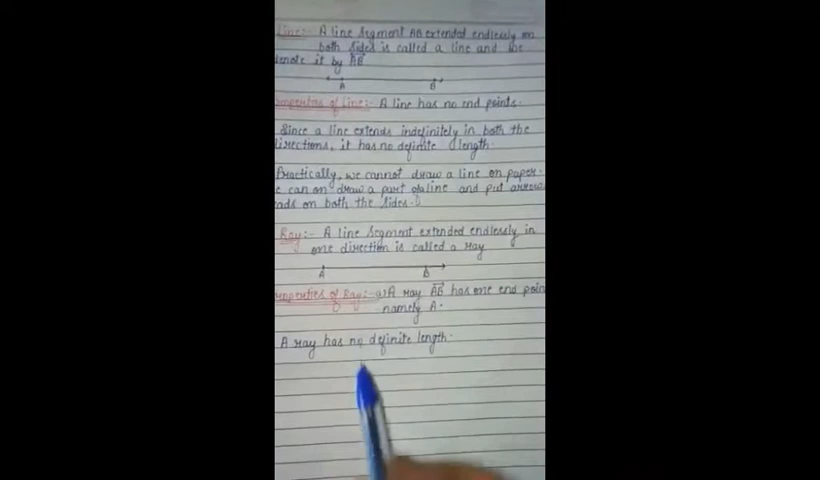 Line:- A line segment AB extended endlessly on
both sides is called a line and we
denote it by AB
A B
Properties of Line:- A line has no end points.
Since a line extends indefinitely in both the
directions, it has no definite length.
Practically, we cannot draw a line on paper.
can on draw a part of line and put arrow
ads on both the sides.
Ray:- A line segment extended endlessly in
one direction is called a ray
A B
Properties of Ray:- A ray AB has one end poin
namely A.
A ray has no definite length.